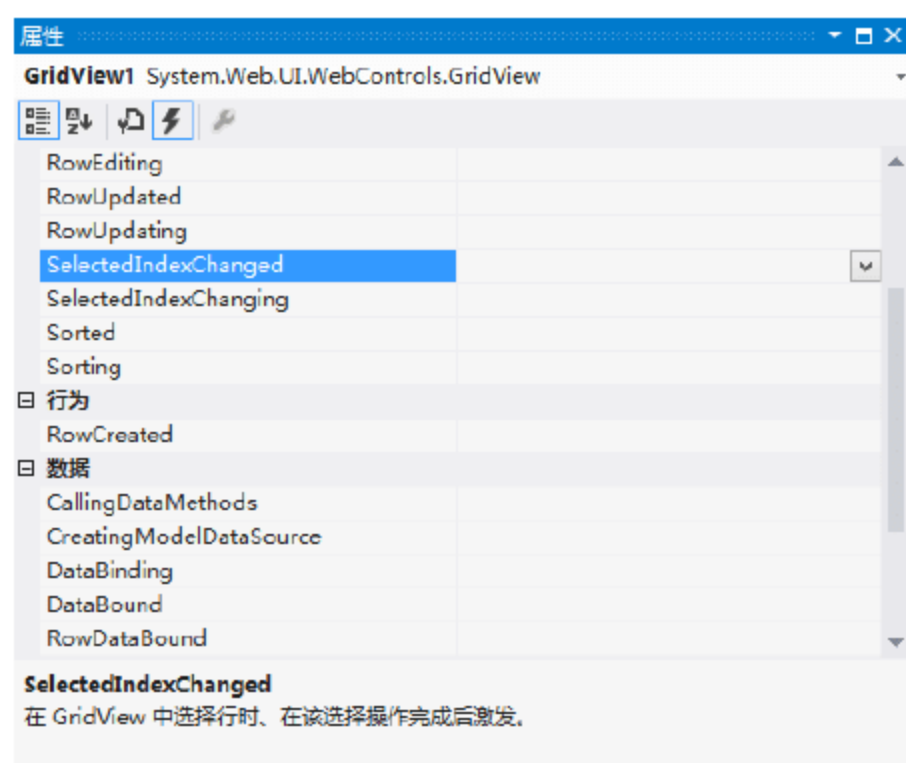 属性
GridView1 System.Web.UI.WebControls.GridView
RowEditing
RowUpdated
RowUpdating
SelectedIndexChanged
SelectedIndexChanging
Sorted
Sorting
行为
RowCreated
数据
CallingDataMethods
CreatingModelDataSource
DataBinding
DataBound
RowDataBound
SelectedIndexChanged
在 GridView 中选择行时、在该选择操作完成后激发。